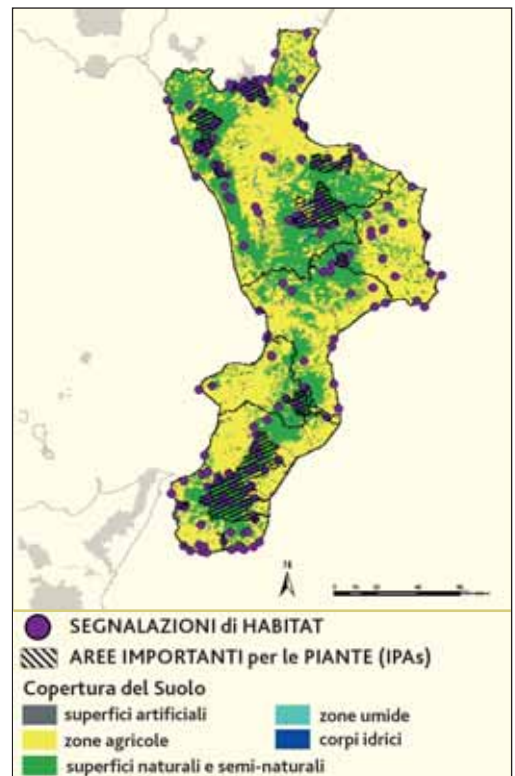 N
SEGNALAZIONI di HABITAT
AREE IMPORTANTI per le PIANTE (IPAs)
Copertura del Suolo
superfici artificiali
zone umide
zone agricole
corpi idrici
superfici naturali e semi-naturali